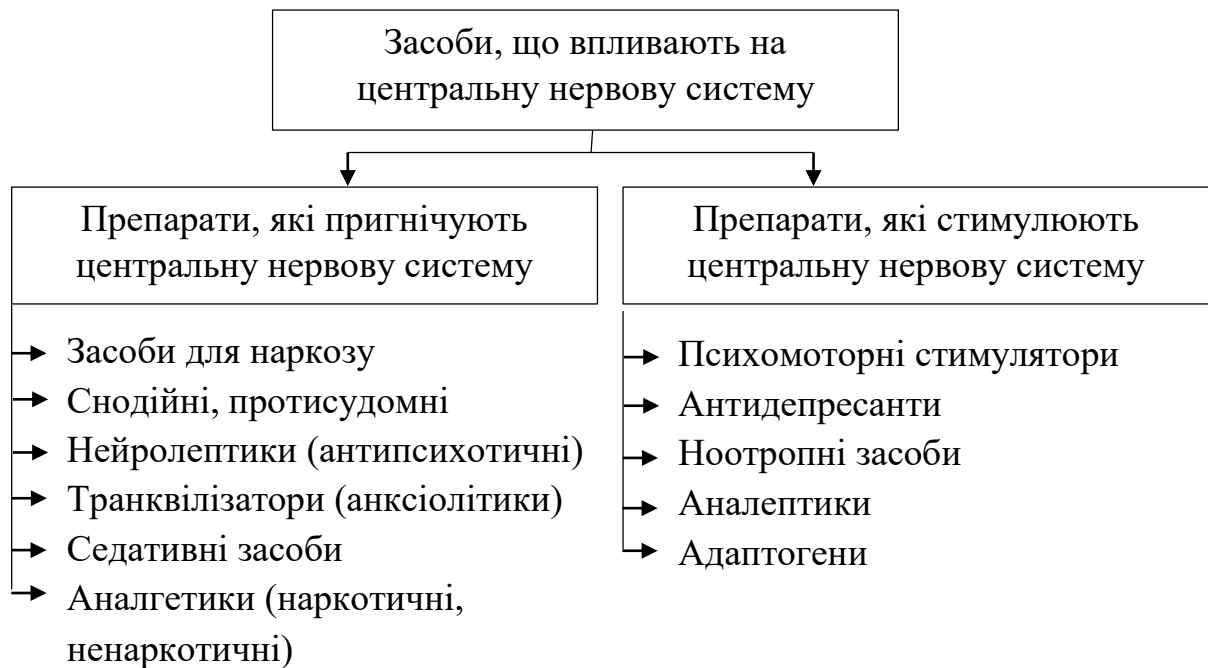 Засоби, що впливають на
центральну нервову систему
Препарати, які пригнічують
центральну нервову систему
Засоби для наркозу
Снодійні, протисудомні
Нейролептики (антипсихотичні)
Транквілізатори (анксіолітики)
Седативні засоби
Аналгетики (наркотичні,
ненаркотичні)
Препарати, які стимулюють
центральну нервову систему
Психомоторні стимулятори
Антидепресанти
Ноотропні засоби
Аналептики
Адаптогени